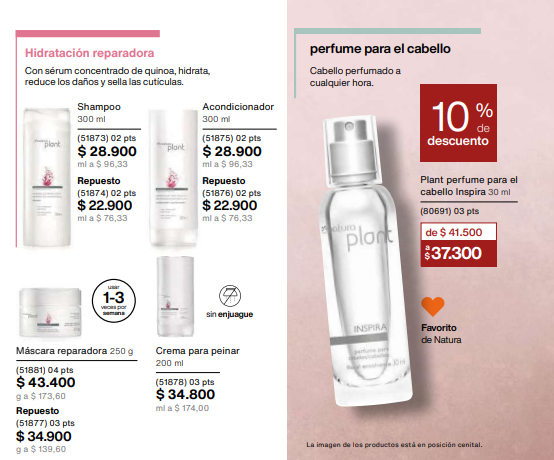 Hidratación reparadora
Con sérum concentrado de quinoa, hidrata,
reduce los daños y sella las cutículas.
Shampoo
300 ml
(51873) 02 pts
$ 28.900
ml a $ 96,33
Repuesto
(51874) 02 pts
$ 22.900
ml a $ 76,33
plant
Acondicionador
300 ml
(51875) 02 pts
$ 28.900
ml a $ 96,33
Repuesto
(51876) 02 pts
$ 22.900
ml a $ 76,33
plant
usar
1-3
veces por
semana
Máscara reparadora 250 g
(51881) 04 pts
$ 43.400
g a $ 173,60
Repuesto
(51877) 03 pts
$ 34.900
g a $ 139,60
sin enjuague
Crema para peinar
200 ml
(51878) 03 pts
$ 34.800
ml a $ 174,00
perfume para el cabello
Cabello perfumado a
cualquier hora.
10 %
de
descuento
Plant perfume para el
cabello Inspira 30 ml
(80691) 03 pts
de $ 41.500
a
$ 37.300
Favorito
de Natura
natura
plant
INSPIRA
La imagen de los productos está en posición cenital.